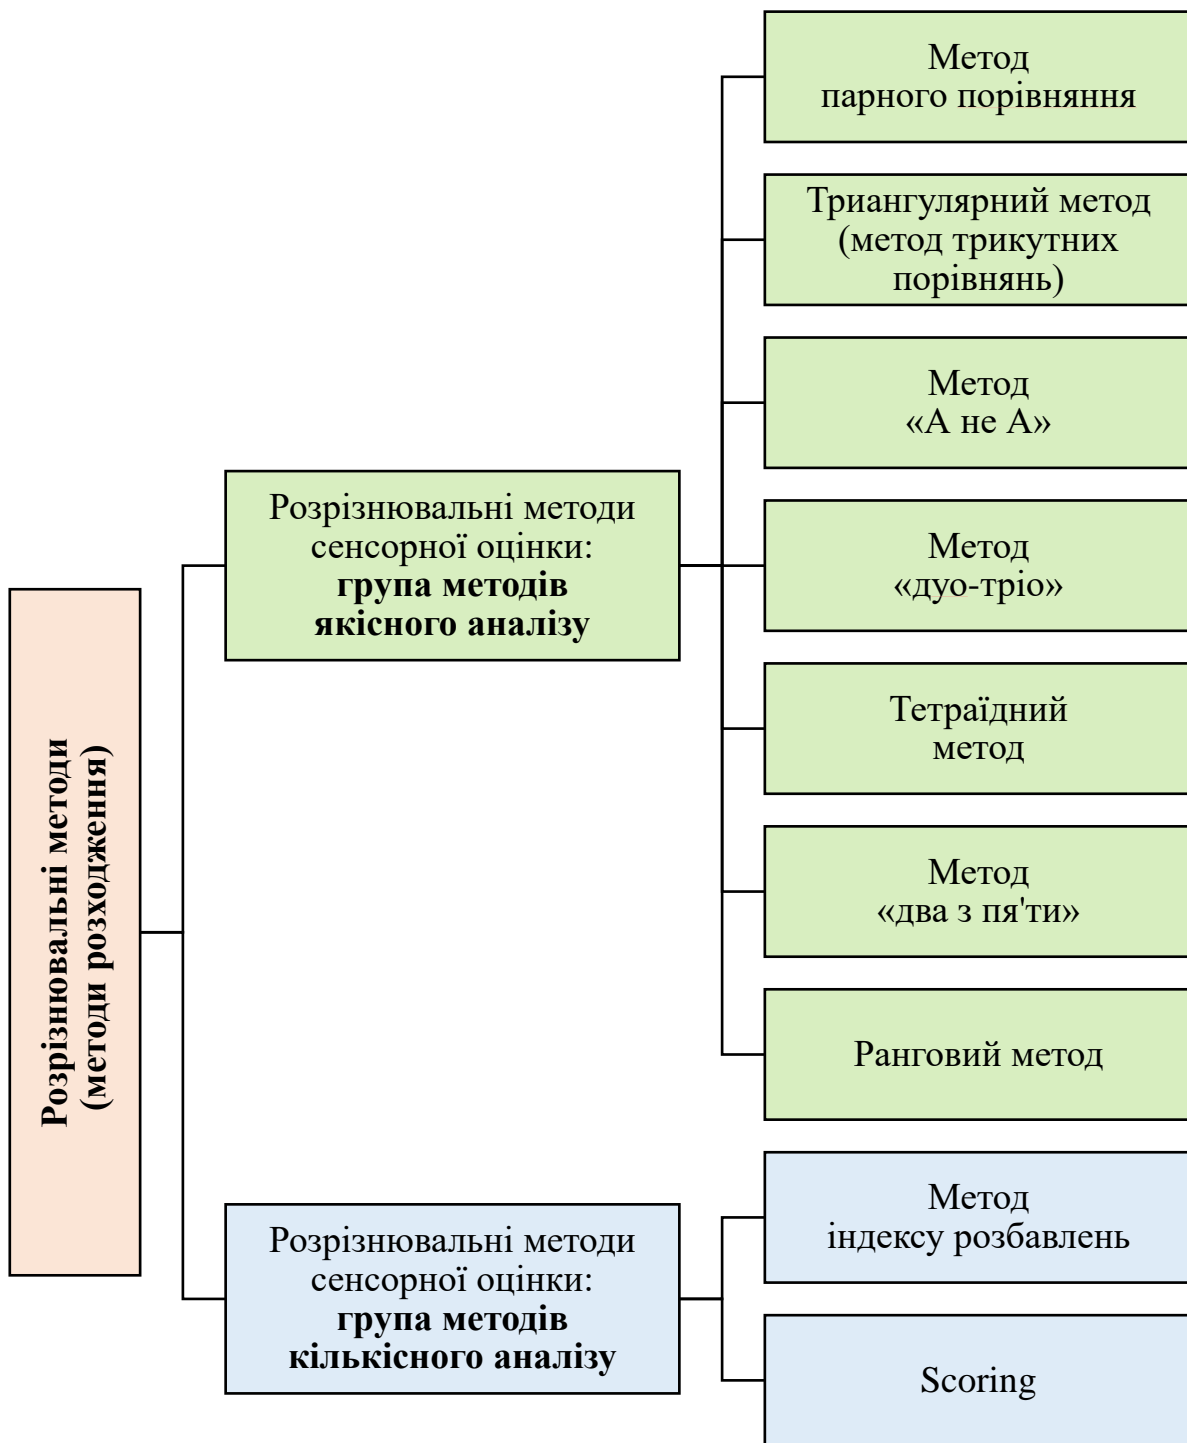 Розрізнювальні методи
(методи розходження)
Розрізнювальні методи
сенсорної оцінки:
група методів
якісного аналізу
Метод
парного порівняння
Триангулярний метод
(метод трикутних
порівнянь)
Метод
«А не А»
Метод
«дуо-тріо»
Тетраїдний
метод
Метод
«два з пя'ти»
Ранговий метод
Розрізнювальні методи
сенсорної оцінки:
група методів
кількісного аналізу
Метод
індексу розбавлень
Scoring